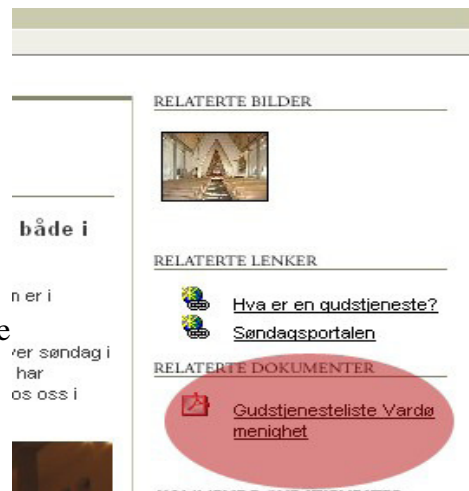 RELATERTE BILDER
både i
RELATERTE LENKER
n er i
Hva er en gudstjeneste?
e
Søndagsportalen
ver søndag i
har
RELATERTE DOKUMENTER
os oss i
Gudstjenesteliste Vardø
menighet